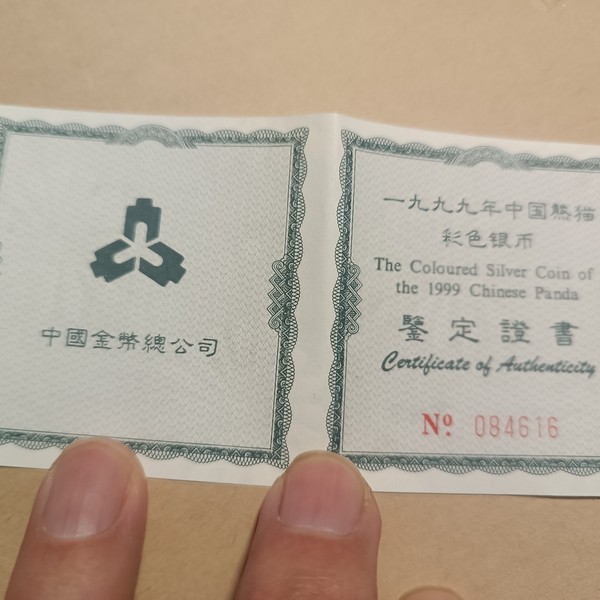 中國金幣總公司
一九九九年中国熊猫
彩色银币
The Coloured Silver Coin of
the 1999 Chinese Panda
鑒定證書
Certificate of Authenticity
Nº 084616